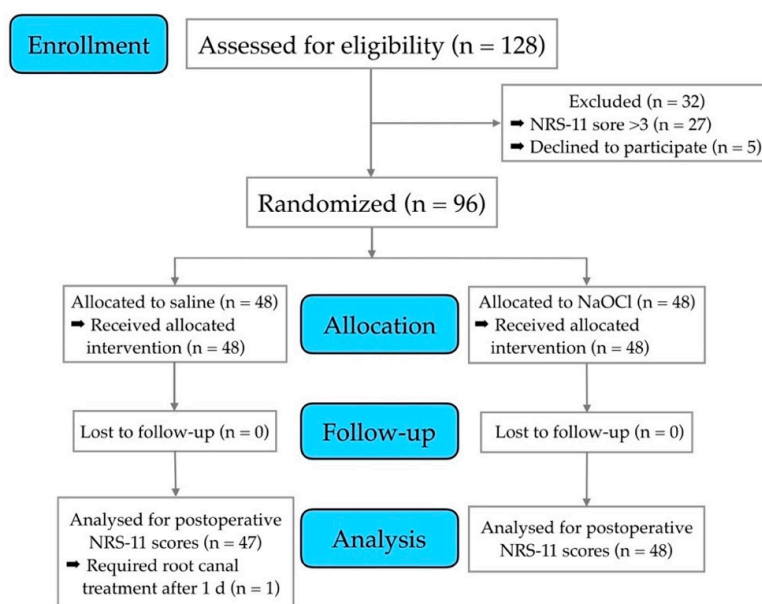 Enrollment
Assessed for eligibility (n = 128)
Excluded (n = 32)
➡ NRS-11 sore >3 (n = 27)
➡ Declined to participate (n = 5)
Randomized (n = 96)
Allocated to saline (n = 48)
➡ Received allocated
intervention (n = 48)
Allocation
Allocated to NaOCl (n = 48)
➡ Received allocated
intervention (n = 48)
Lost to follow-up (n = 0)
Follow-up
Lost to follow-up (n = 0)
Analysed for postoperative
NRS-11 scores (n = 47)
➡ Required root canal
treatment after 1 d (n = 1)
Analysis
Analysed for postoperative
NRS-11 scores (n = 48)